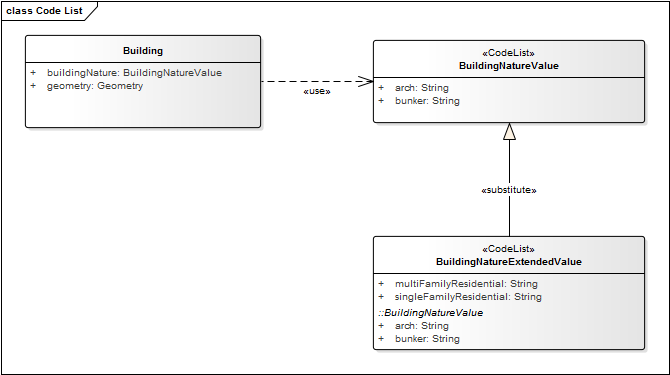 class Code List
Building
+ buildingNature: BuildingNatureValue
+ geometry: Geometry
«use»
«CodeList»
BuildingNatureValue
+ arch: String
+ bunker: String
«substitute»
«CodeList»
BuildingNatureExtendedValue
+ multiFamilyResidential: String
+ singleFamilyResidential: String
::BuildingNatureValue
+ arch: String
+ bunker: String